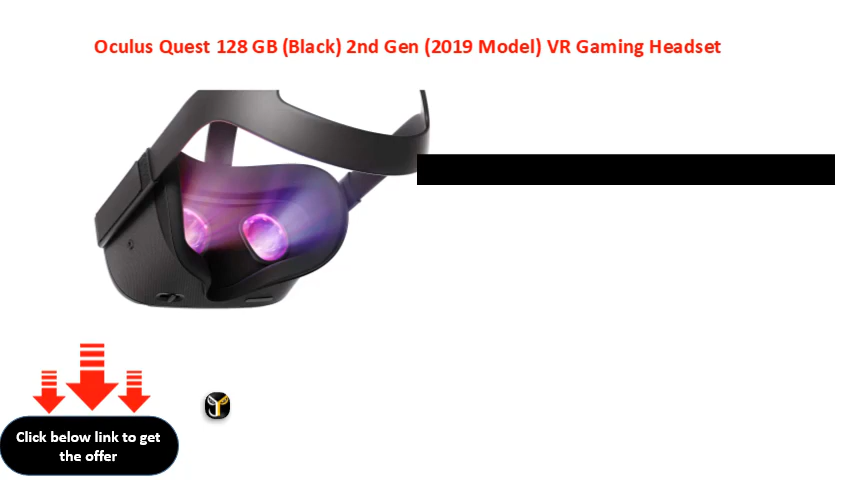 Oculus Quest 128 GB (Black) 2nd Gen (2019 Model) VR Gaming Headset
Click below link to get
the offer